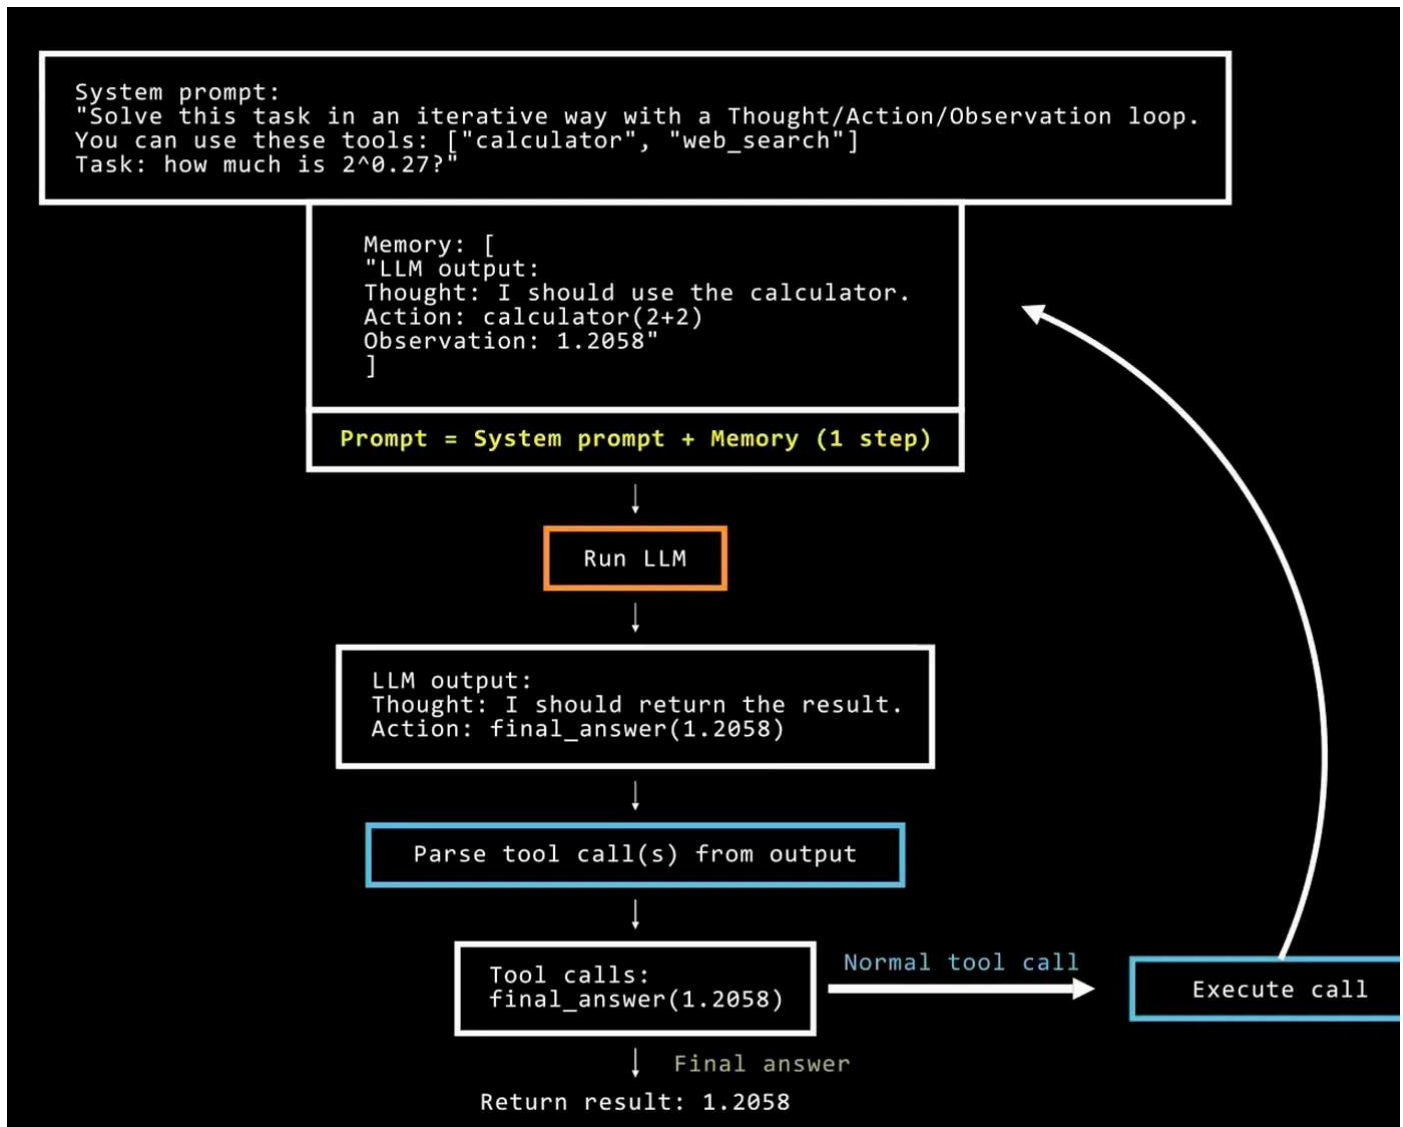 System prompt:
"Solve this task in an iterative way with a Thought/Action/Observation loop.
You can use these tools: ["calculator", "web_search"]
Task: how much is 2^0.27?"
Memory: [
"LLM output:
Thought: I should use the calculator.
Action: calculator(2+2)
Observation: 1.2058"
]
Prompt = System prompt + Memory (1 step)
Run LLM
LLM output:
Thought: I should return the result.
Action: final_answer(1.2058)
Parse tool call(s) from output
Tool calls:
final_answer(1.2058)
Normal tool call
Execute call
Final answer
Return result: 1.2058